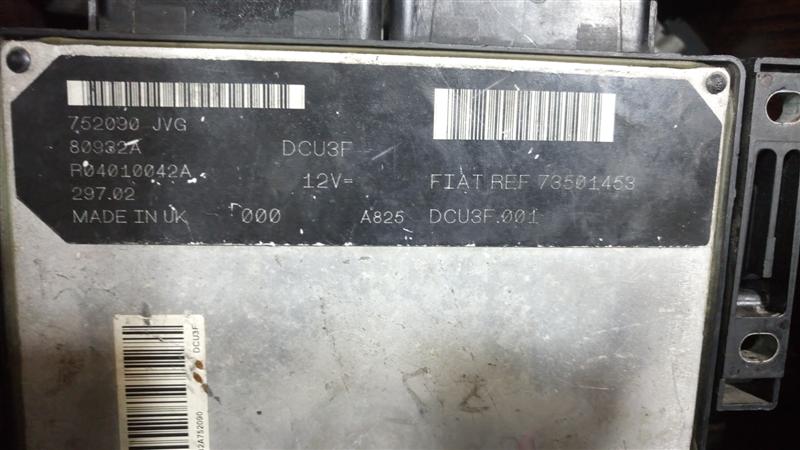 752090 JVG
80932A DCU3F
R04010042A 12V= FIAT REF 73501453
297.02
MADE IN UK 000 A825 DCU3F.001
DCU3F
2A752090